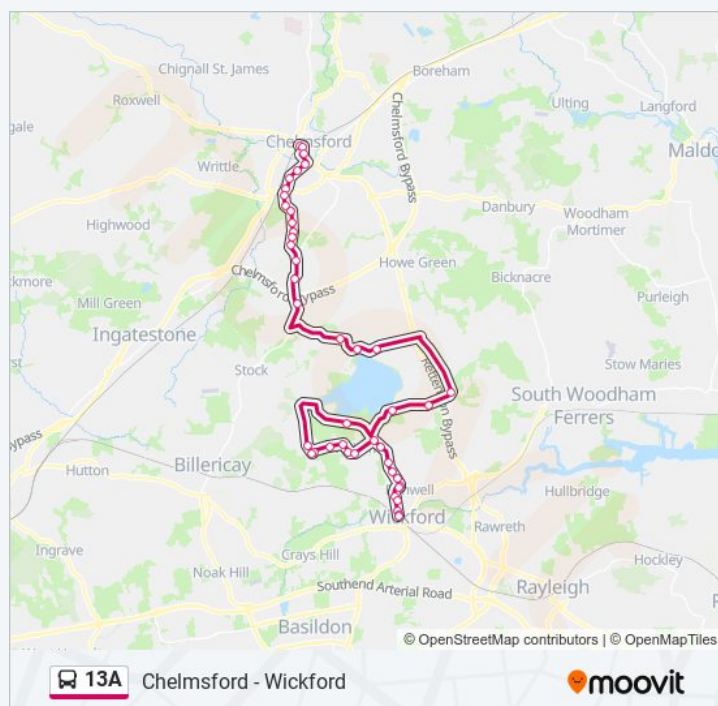 Chignall St. James
Boreham
Roxwell
Ulting
Langford
gale
Chelmsford
Maldo
Writtle
Chelmsford Bypass
Danbury
Woodham
Mortimer
Highwood
Howe Green
ckmore
Bicknacre
Chelmsford Bypass
Mill Green
Purleigh
Ingatestone
Stow Maries
Stock
South Woodham
Ferrers
Bypass
Billericay
Hutton
nwell
Hullbridge
Wickford
Rawreth
Ingrave
Crays Hill
Hockley
Noak Hill
Rayleigh
Southend Arterial Road
Basildon
© OpenStreetMap contributors | © OpenMapTiles
13A Chelmsford - Wickford
moovit